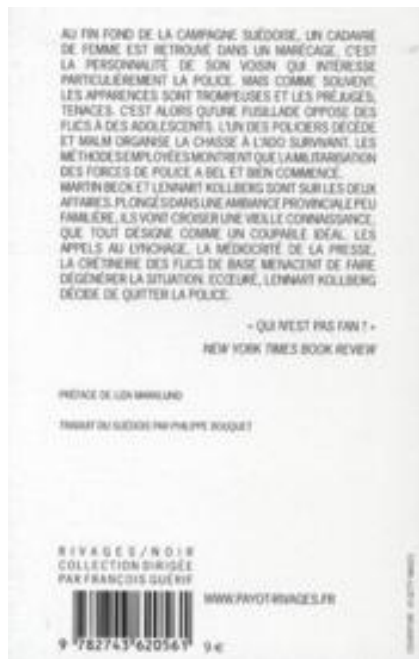 AU FIN FOND DE LA CAMPAGNE SUÉDOISE, UN CADAVRE
DE FEMME EST RETROUVÉ DANS UN MARÉCAGE, C'EST
LA PERSONNALITÉ DE SON VOISIN QUI INTÉRESSE
PARTICULIÈREMENT LA POLICE. MAIS COMME SOUVENT,
LES APPARENCES SONT TROMPEUSES ET LES PRÉJUGÉS,
TENACES. C'EST ALORS QU'UNE FUSILLADE OPPOSE DES
FLICS À DES ADOLESCENTS. L'UN DES POLICIERS DÉCÈDE
ET MALM ORGANISE LA CHASSE À L'ADO SURVIVANT. LES
MÉTHODES EMPLOYÉES MONTRENT QUE LA MILITARISATION
DES FORCES DE POLICE A BEL ET BIEN COMMENCÉ.
MARTIN BECK ET LENNART KOLLBERG SONT SUR LES DEUX
AFFAIRES. PLONGÉS DANS UNE AMBIANCE PROVINCIALE PEU
FAMILIÈRE, ILS VONT CROISER UNE VIEILLE CONNAISSANCE,
QUE TOUT DÉSIGNE COMME UN COUPABLE IDÉAL. LES
APPELS AU LYNCHAGE, LA MÉDIOCRITÉ DE LA PRESSE,
LA CRÉTINERIE DES FLICS DE BASE MENACENT DE FAIRE
DÉGÉNÉRER LA SITUATION. ÉCŒURÉ, LENNART KOLLBERG
DÉCIDE DE QUITTER LA POLICE.
« QUI N'EST PAS FAN ? »
NEW YORK TIMES BOOK REVIEW
PRÉFACE DE LIZA MARKLUND
TRADUIT DU SUÉDOIS PAR PHILIPPE BOUQUET
RIVAGES/NOIR
COLLECTION DIRIGÉE
PAR FRANÇOIS GUÉRIF
WWW.PAYOT-RIVAGES.FR
9 782743 620561 9 €